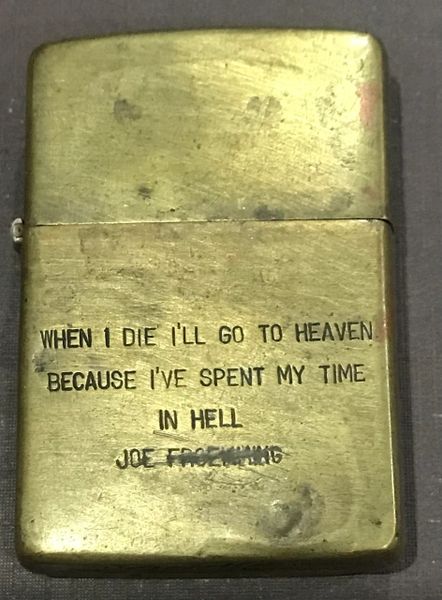 WHEN I DIE I'LL GO TO HEAVEN
BECAUSE I'VE SPENT MY TIME
IN HELL
JOE